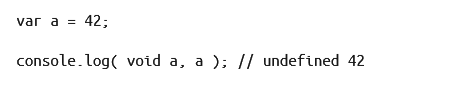 var a = 42;
console.log( void a, a ); // undefined 42